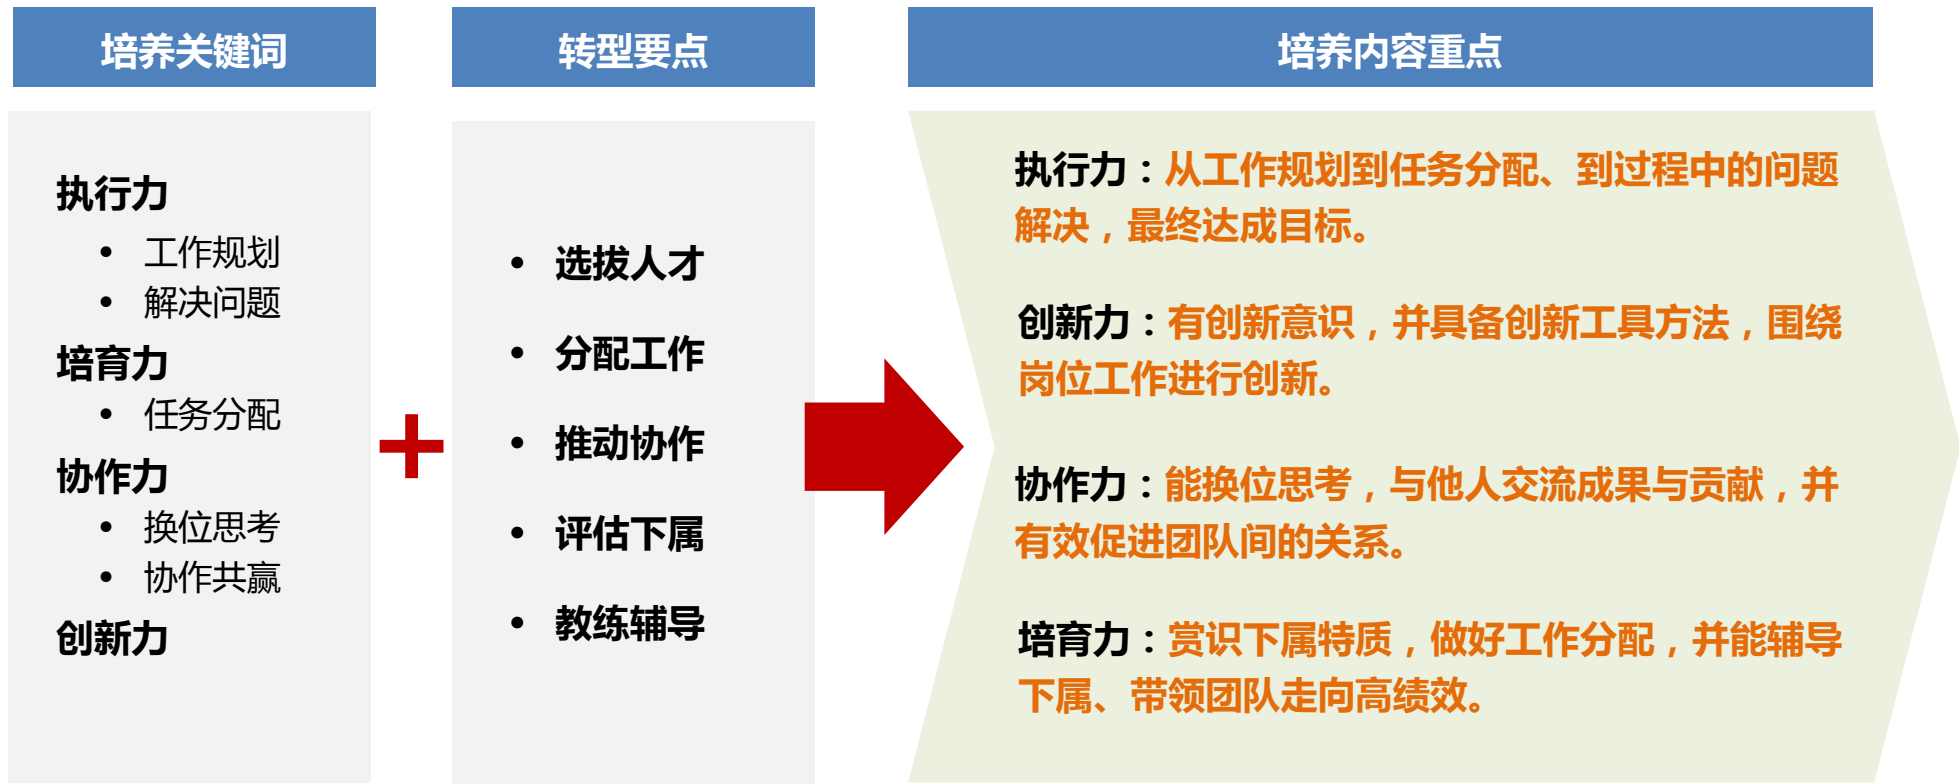 培养关键词
转型要点
培养内容重点
执行力
• 工作规划
• 解决问题
培育力
• 任务分配
协作力
• 换位思考
• 协作共赢
创新力
• 选拔人才
• 分配工作
• 推动协作
• 评估下属
• 教练辅导
执行力：从工作规划到任务分配、到过程中的问题
解决，最终达成目标。
创新力：有创新意识，并具备创新工具方法，围绕
岗位工作进行创新。
协作力：能换位思考，与他人交流成果与贡献，并
有效促进团队间的关系。
培育力：赏识下属特质，做好工作分配，并能辅导
下属、带领团队走向高绩效。